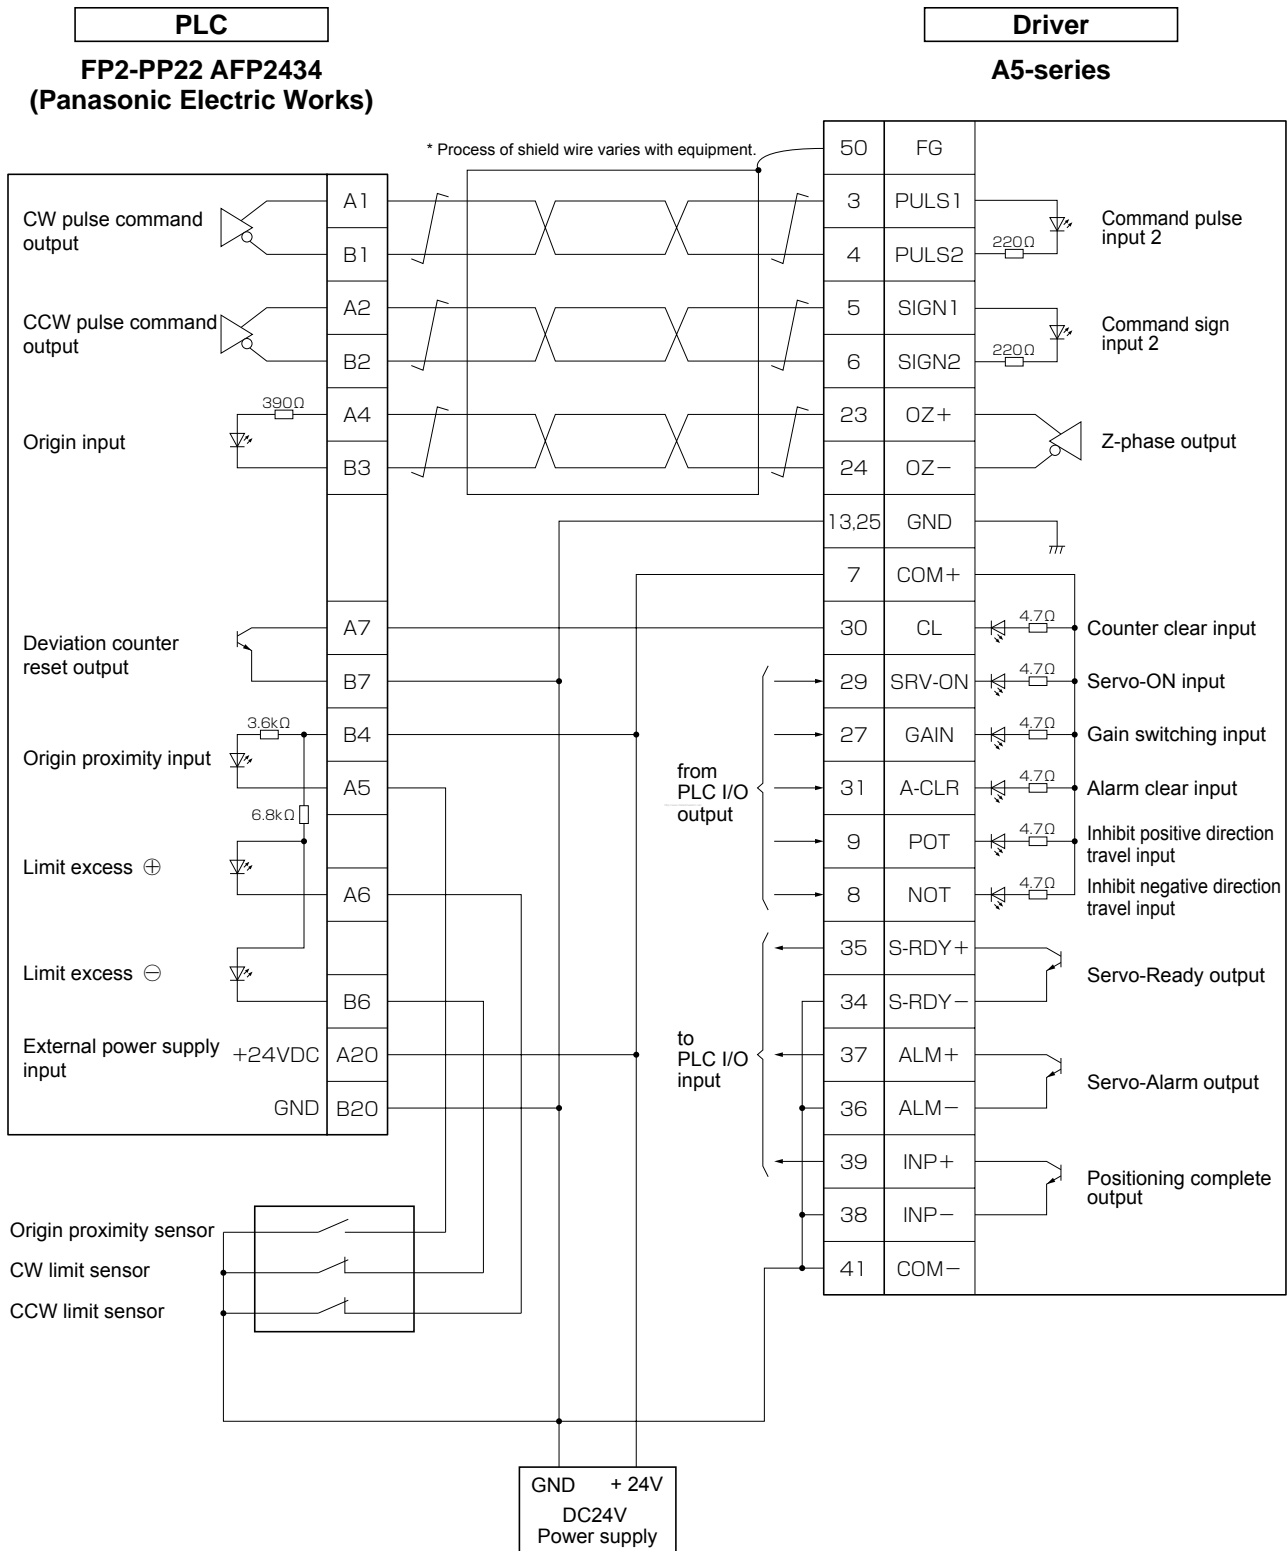 PLC
Driver
FP2-PP22 AFP2434
(Panasonic Electric Works)
A5-series
* Process of shield wire varies with equipment.
CW pulse command
output
A1
B1
CCW pulse command
output
A2
B2
Origin input
390Ω
A4
B3
Deviation counter
reset output
A7
B7
Origin proximity input
3.6kΩ
B4
A5
6.8kΩ
Limit excess ⊕
A6
Limit excess ⊖
B6
External power supply
input
+24VDC
A20
GND
B20
50 FG
3 PULS1
4 PULS2
220Ω
Command pulse
input 2
5 SIGN1
6 SIGN2
220Ω
Command sign
input 2
23 OZ+
24 OZ−
Z-phase output
13,25 GND
7 COM+
30 CL 4.7Ω Counter clear input
29 SRV-ON 4.7Ω Servo-ON input
27 GAIN 4.7Ω Gain switching input
31 A-CLR 4.7Ω Alarm clear input
9 POT 4.7Ω Inhibit positive direction
travel input
8 NOT 4.7Ω Inhibit negative direction
travel input
from
PLC I/O
output
35 S-RDY+
34 S-RDY−
Servo-Ready output
37 ALM+
36 ALM−
Servo-Alarm output
39 INP+
38 INP−
Positioning complete
output
41 COM−
to
PLC I/O
input
Origin proximity sensor
CW limit sensor
CCW limit sensor
GND + 24V
DC24V
Power supply